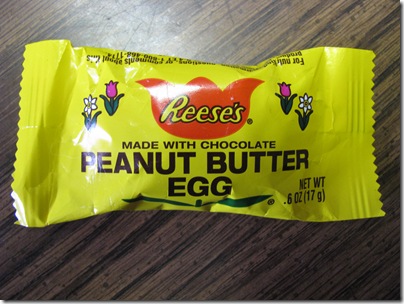 Reese's®
MADE WITH CHOCOLATE
PEANUT BUTTER
EGG ®
NET WT
.6 OZ (17 g)